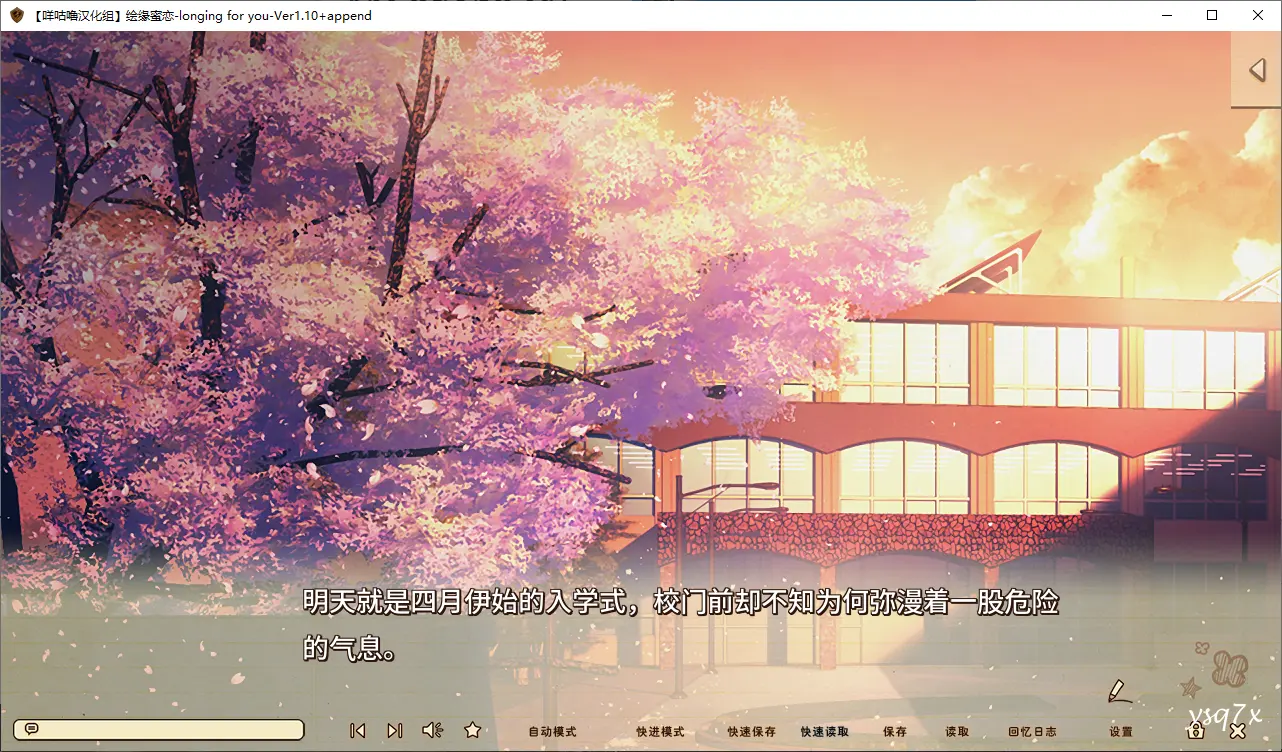 【咩咕噜汉化组】绘缘蜜恋-longing for you-Ver1.10+append
明天就是四月伊始的入学式，校门前却不知为何弥漫着一股危险
的气息。
自动模式 快进模式 快速保存 快速读取 保存 读取 回忆日志 设置
ysq7x